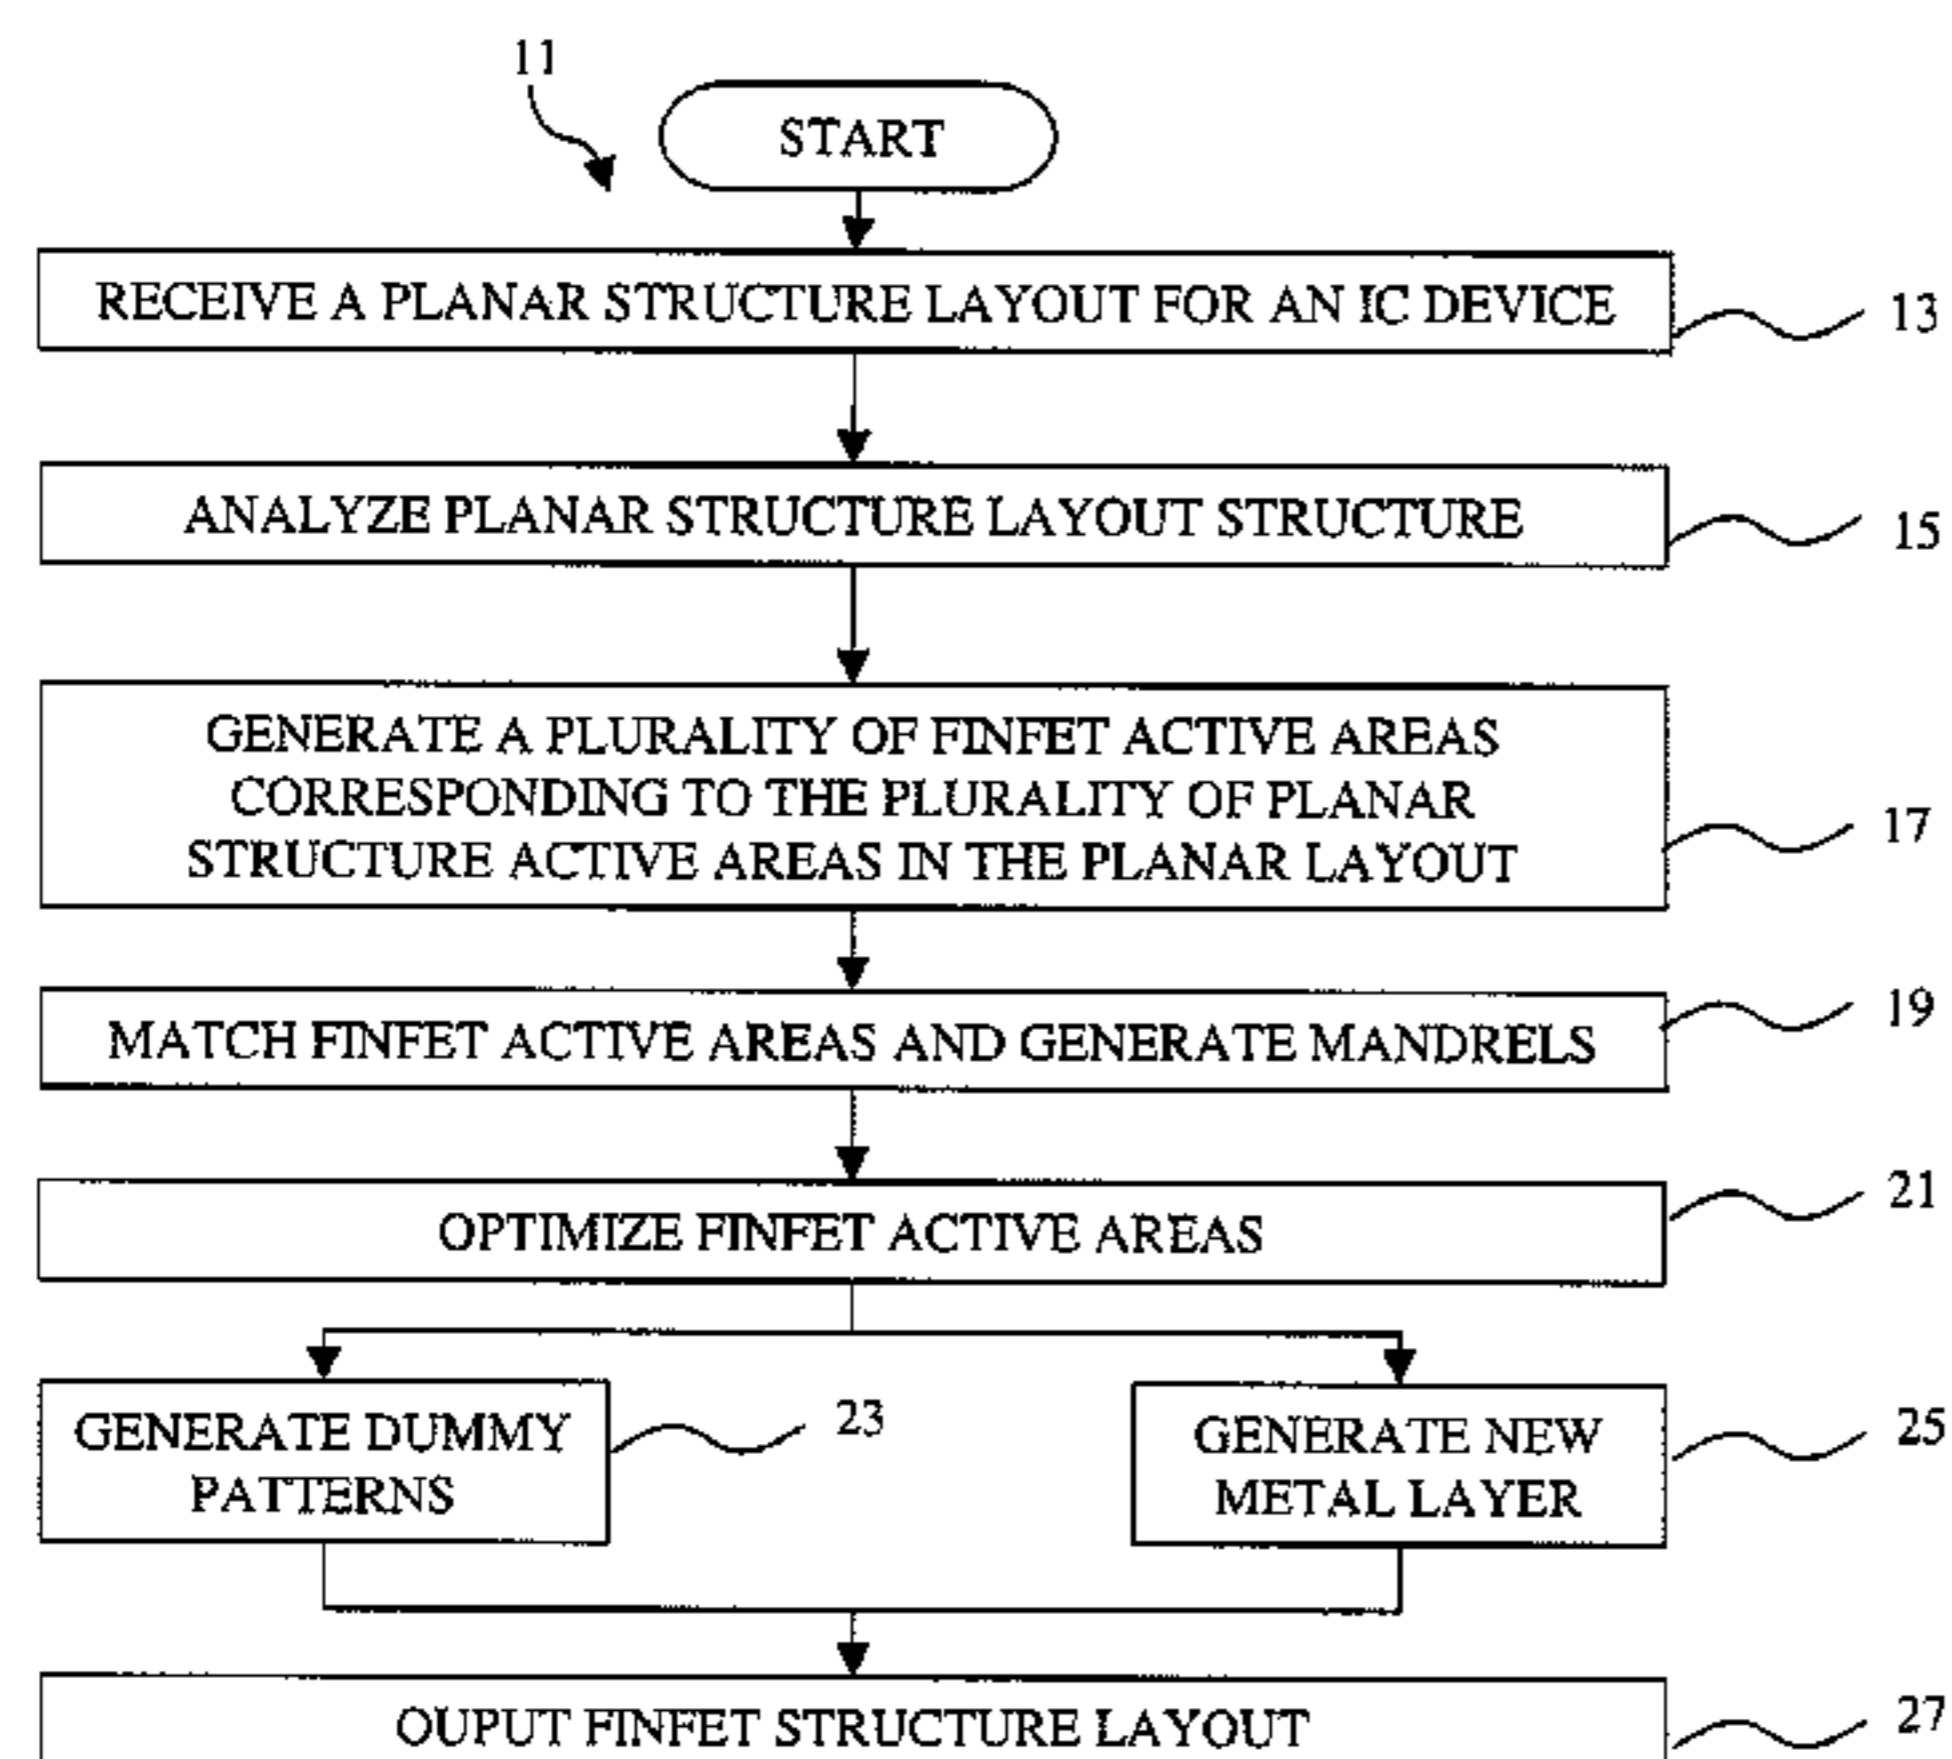 11
START
RECEIVE A PLANAR STRUCTURE LAYOUT FOR AN IC DEVICE
13
ANALYZE PLANAR STRUCTURE LAYOUT STRUCTURE
15
GENERATE A PLURALITY OF FINFET ACTIVE AREAS
CORRESPONDING TO THE PLURALITY OF PLANAR
STRUCTURE ACTIVE AREAS IN THE PLANAR LAYOUT
17
MATCH FINFET ACTIVE AREAS AND GENERATE MANDRELS
19
OPTIMIZE FINFET ACTIVE AREAS
21
GENERATE DUMMY
PATTERNS
23
GENERATE NEW
METAL LAYER
25
OUPUT FINFET STRUCTURE LAYOUT
27